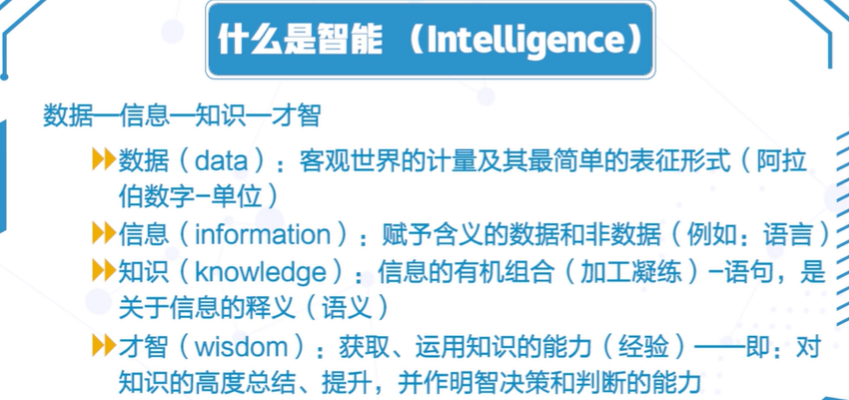 什么是智能 （Intelligence）
数据—信息—知识—才智
数据（data）：客观世界的计量及其最简单的表征形式（阿拉
伯数字-单位）
信息（information）：赋予含义的数据和非数据（例如：语言）
知识（knowledge）：信息的有机组合（加工凝练）-语句，是
关于信息的释义（语义）
才智（wisdom）：获取、运用知识的能力（经验）——即：对
知识的高度总结、提升，并作明智决策和判断的能力